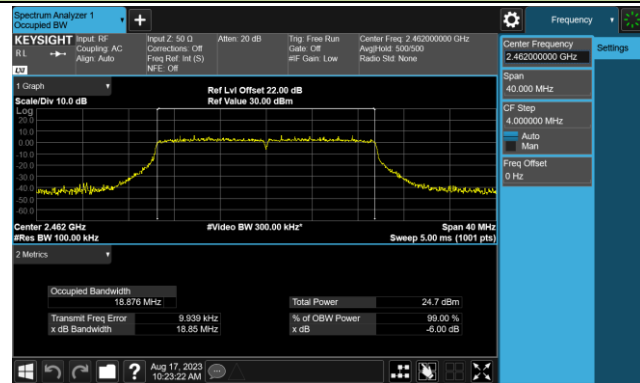 Spectrum Analyzer 1
Occupied BW
+
Frequency
KEYSIGHT
RL
Input: RF
Coupling: AC
Align: Auto
Input Z: 50 Ω
Corrections: Off
Freq Ref: Int (S)
NFE: Off
Atten: 20 dB
Trig: Free Run
Gate: Off
#IF Gain: Low
Center Freq: 2.462000000 GHz
Avg|Hold: 500/500
Radio Std: None
LXI
Center Frequency
2.462000000 GHz
Settings
Span
40.000 MHz
CF Step
4.000000 MHz
Auto
Man
Freq Offset
0 Hz
1 Graph
Scale/Div 10.0 dB
Ref Lvl Offset 22.00 dB
Ref Value 30.00 dBm
Log
20.0
10.0
0.00
-10.0
-20.0
-30.0
-40.0
-50.0
-60.0
Center 2.462 GHz
#Video BW 300.00 kHz*
Span 40 MHz
#Res BW 100.00 kHz
Sweep 5.00 ms (1001 pts)
2 Metrics
Occupied Bandwidth
18.876 MHz
Total Power 24.7 dBm
Transmit Freq Error 9.939 kHz
% of OBW Power 99.00 %
x dB Bandwidth 18.85 MHz
x dB -6.00 dB
?
Aug 17, 2023
10:23:22 AM